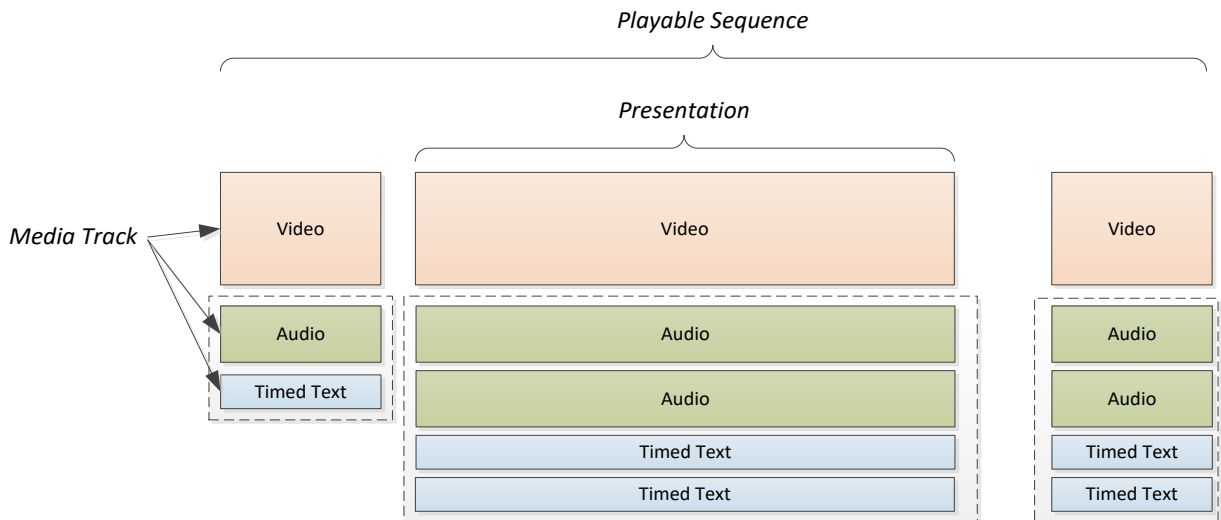 Playable Sequence
Presentation
Media Track
Video
Video
Video
Audio
Audio
Audio
Timed Text
Audio
Audio
Timed Text
Timed Text
Timed Text
Timed Text